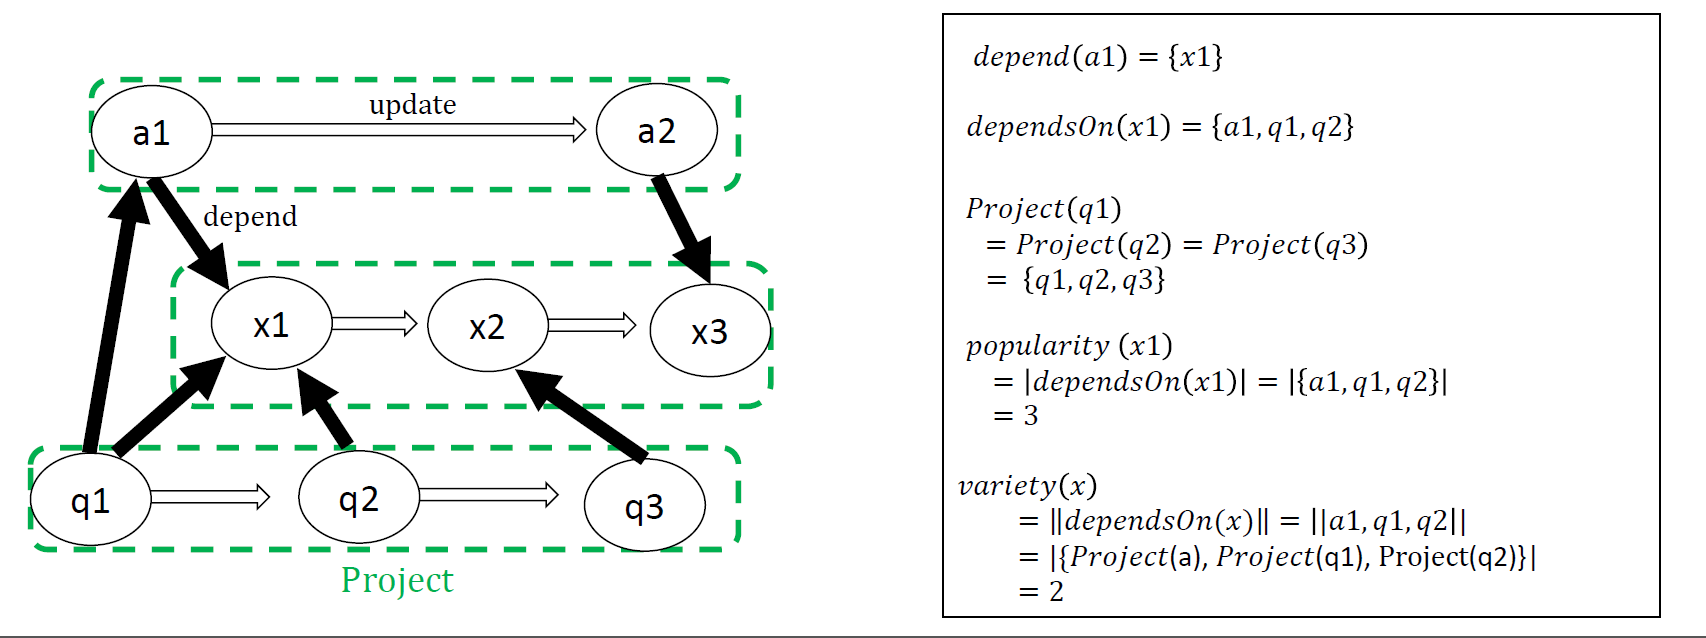 a1
update
a2
depend
x1
x2
x3
q1
q2
q3
Project
depend(a1) = {x1}
dependsOn(x1) = {a1, q1, q2}
Project(q1)
= Project(q2) = Project(q3)
= {q1, q2, q3}
popularity (x1)
= |dependsOn(x1)| = |{a1, q1, q2}|
= 3
variety(x)
= ‖dependsOn(x)‖ = ||a1, q1, q2||
= |{Project(a), Project(q1), Project(q2)}|
= 2